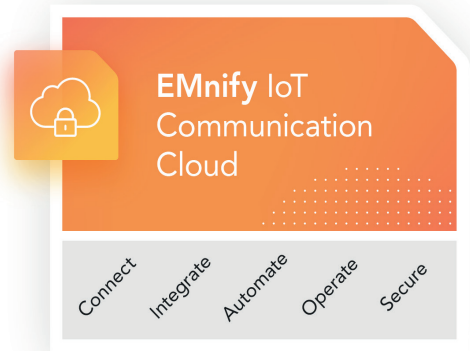 EMnify IoT
Communication
Cloud
Connect
Integrate
Automate
Operate
Secure